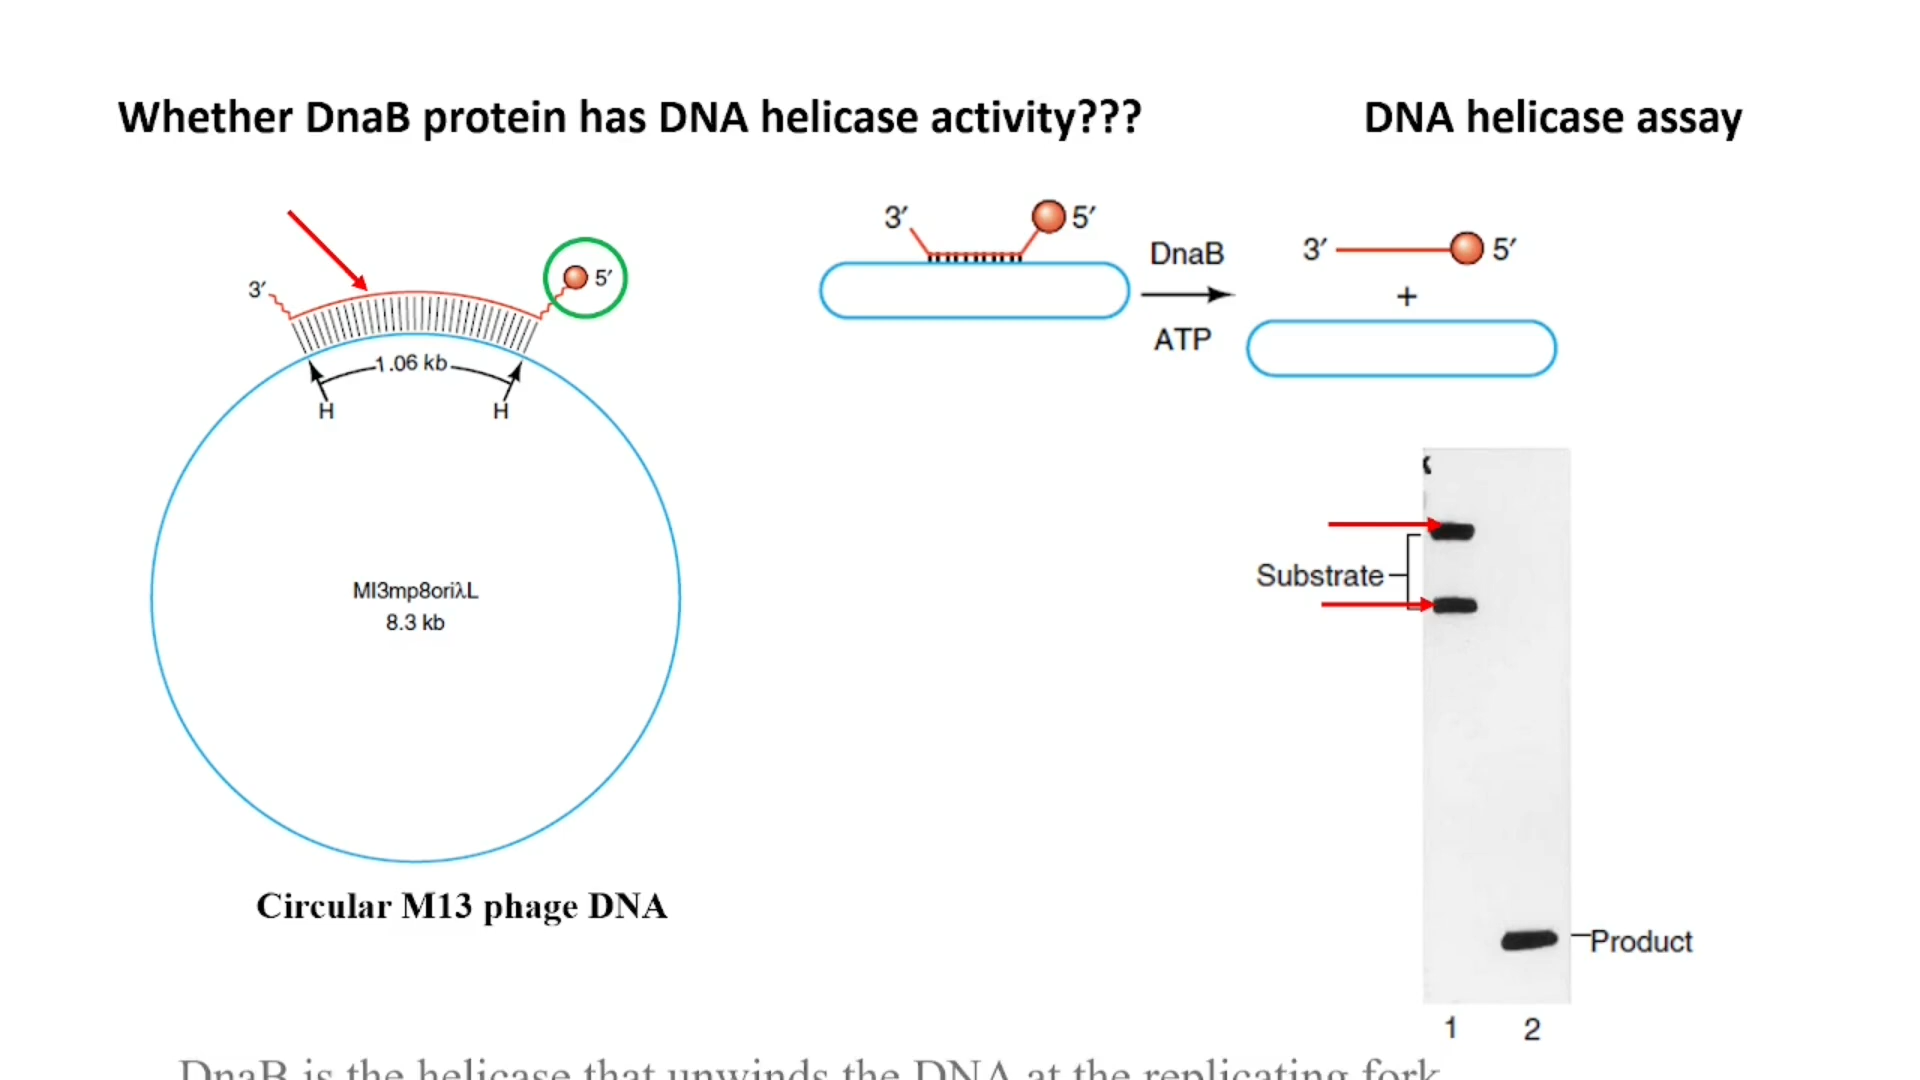 Whether DnaB protein has DNA helicase activity???
DNA helicase assay
3′
5′
1.06 kb
H
H
MI3mp8oriλL
8.3 kb
Circular M13 phage DNA
3′
5′
DnaB
ATP
3′
5′
+
Substrate
Product
1
2
DnaB is the helicase that unwinds the DNA at the replicating fork